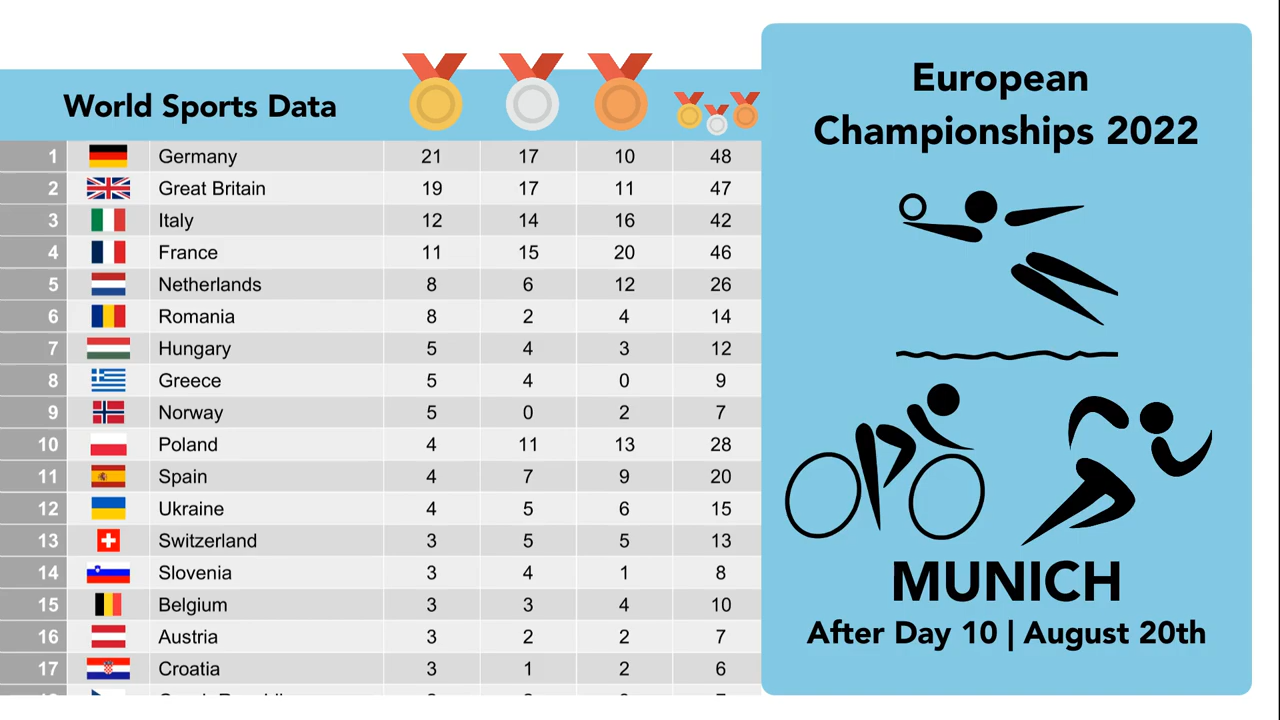 World Sports Data
1 Germany 21 17 10 48
2 Great Britain 19 17 11 47
3 Italy 12 14 16 42
4 France 11 15 20 46
5 Netherlands 8 6 12 26
6 Romania 8 2 4 14
7 Hungary 5 4 3 12
8 Greece 5 4 0 9
9 Norway 5 0 2 7
10 Poland 4 11 13 28
11 Spain 4 7 9 20
12 Ukraine 4 5 6 15
13 Switzerland 3 5 5 13
14 Slovenia 3 4 1 8
15 Belgium 3 3 4 10
16 Austria 3 2 2 7
17 Croatia 3 1 2 6
European
Championships 2022
MUNICH
After Day 10 | August 20th